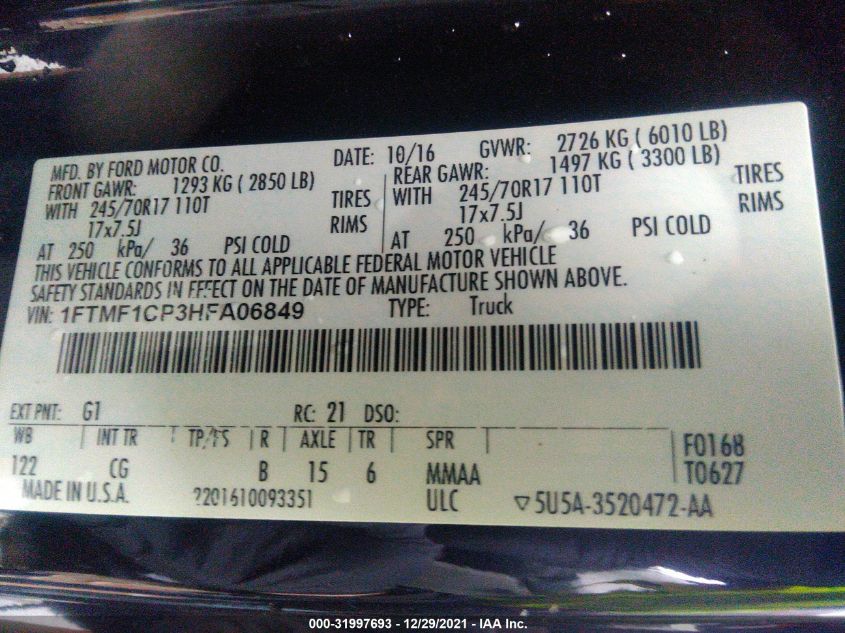 MFD. BY FORD MOTOR CO. DATE: 10/16 GVWR: 2726 KG ( 6010 LB)
FRONT GAWR: 1293 KG ( 2850 LB) REAR GAWR: 1497 KG ( 3300 LB)
WITH 245/70R17 110T TIRES WITH 245/70R17 110T TIRES
17x7.5J RIMS 17x7.5J RIMS
AT 250 kPa/ 36 PSI COLD AT 250 kPa/ 36 PSI COLD
THIS VEHICLE CONFORMS TO ALL APPLICABLE FEDERAL MOTOR VEHICLE
SAFETY STANDARDS IN EFFECT ON THE DATE OF MANUFACTURE SHOWN ABOVE.
VIN: 1FTMF1CP3HFA06849 TYPE: Truck
EXT PNT: G1 RC: 21 DSO:
WB INT TR TP/PS R AXLE TR SPR F0168
122 CG B 15 6 MMAA T0627
MADE IN U.S.A. ?201610093351 ULC ▽5U5A-3520472-AA
000-31997693 - 12/29/2021 - IAA Inc.